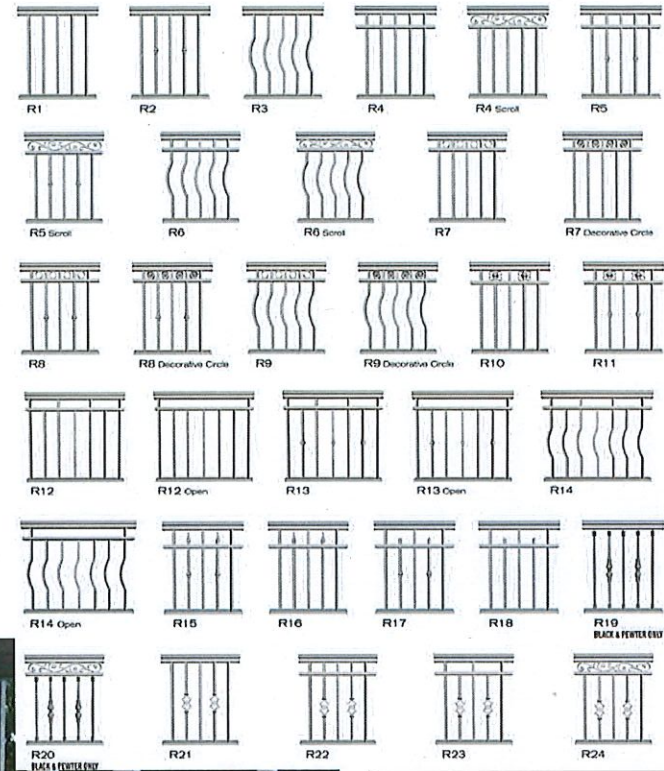 R1 R2 R3 R4 R4 Scroll R5
R5 Scroll R6 R6 Scroll R7 R7 Decorative Circle
R8 R8 Decorative Circle R9 R9 Decorative Circle R10 R11
R12 R12 Open R13 R13 Open R14
R14 Open R15 R16 R17 R18 R19
BLACK & PEWTER ONLY
R20 R21 R22 R23 R24
BLACK & PEWTER ONLY